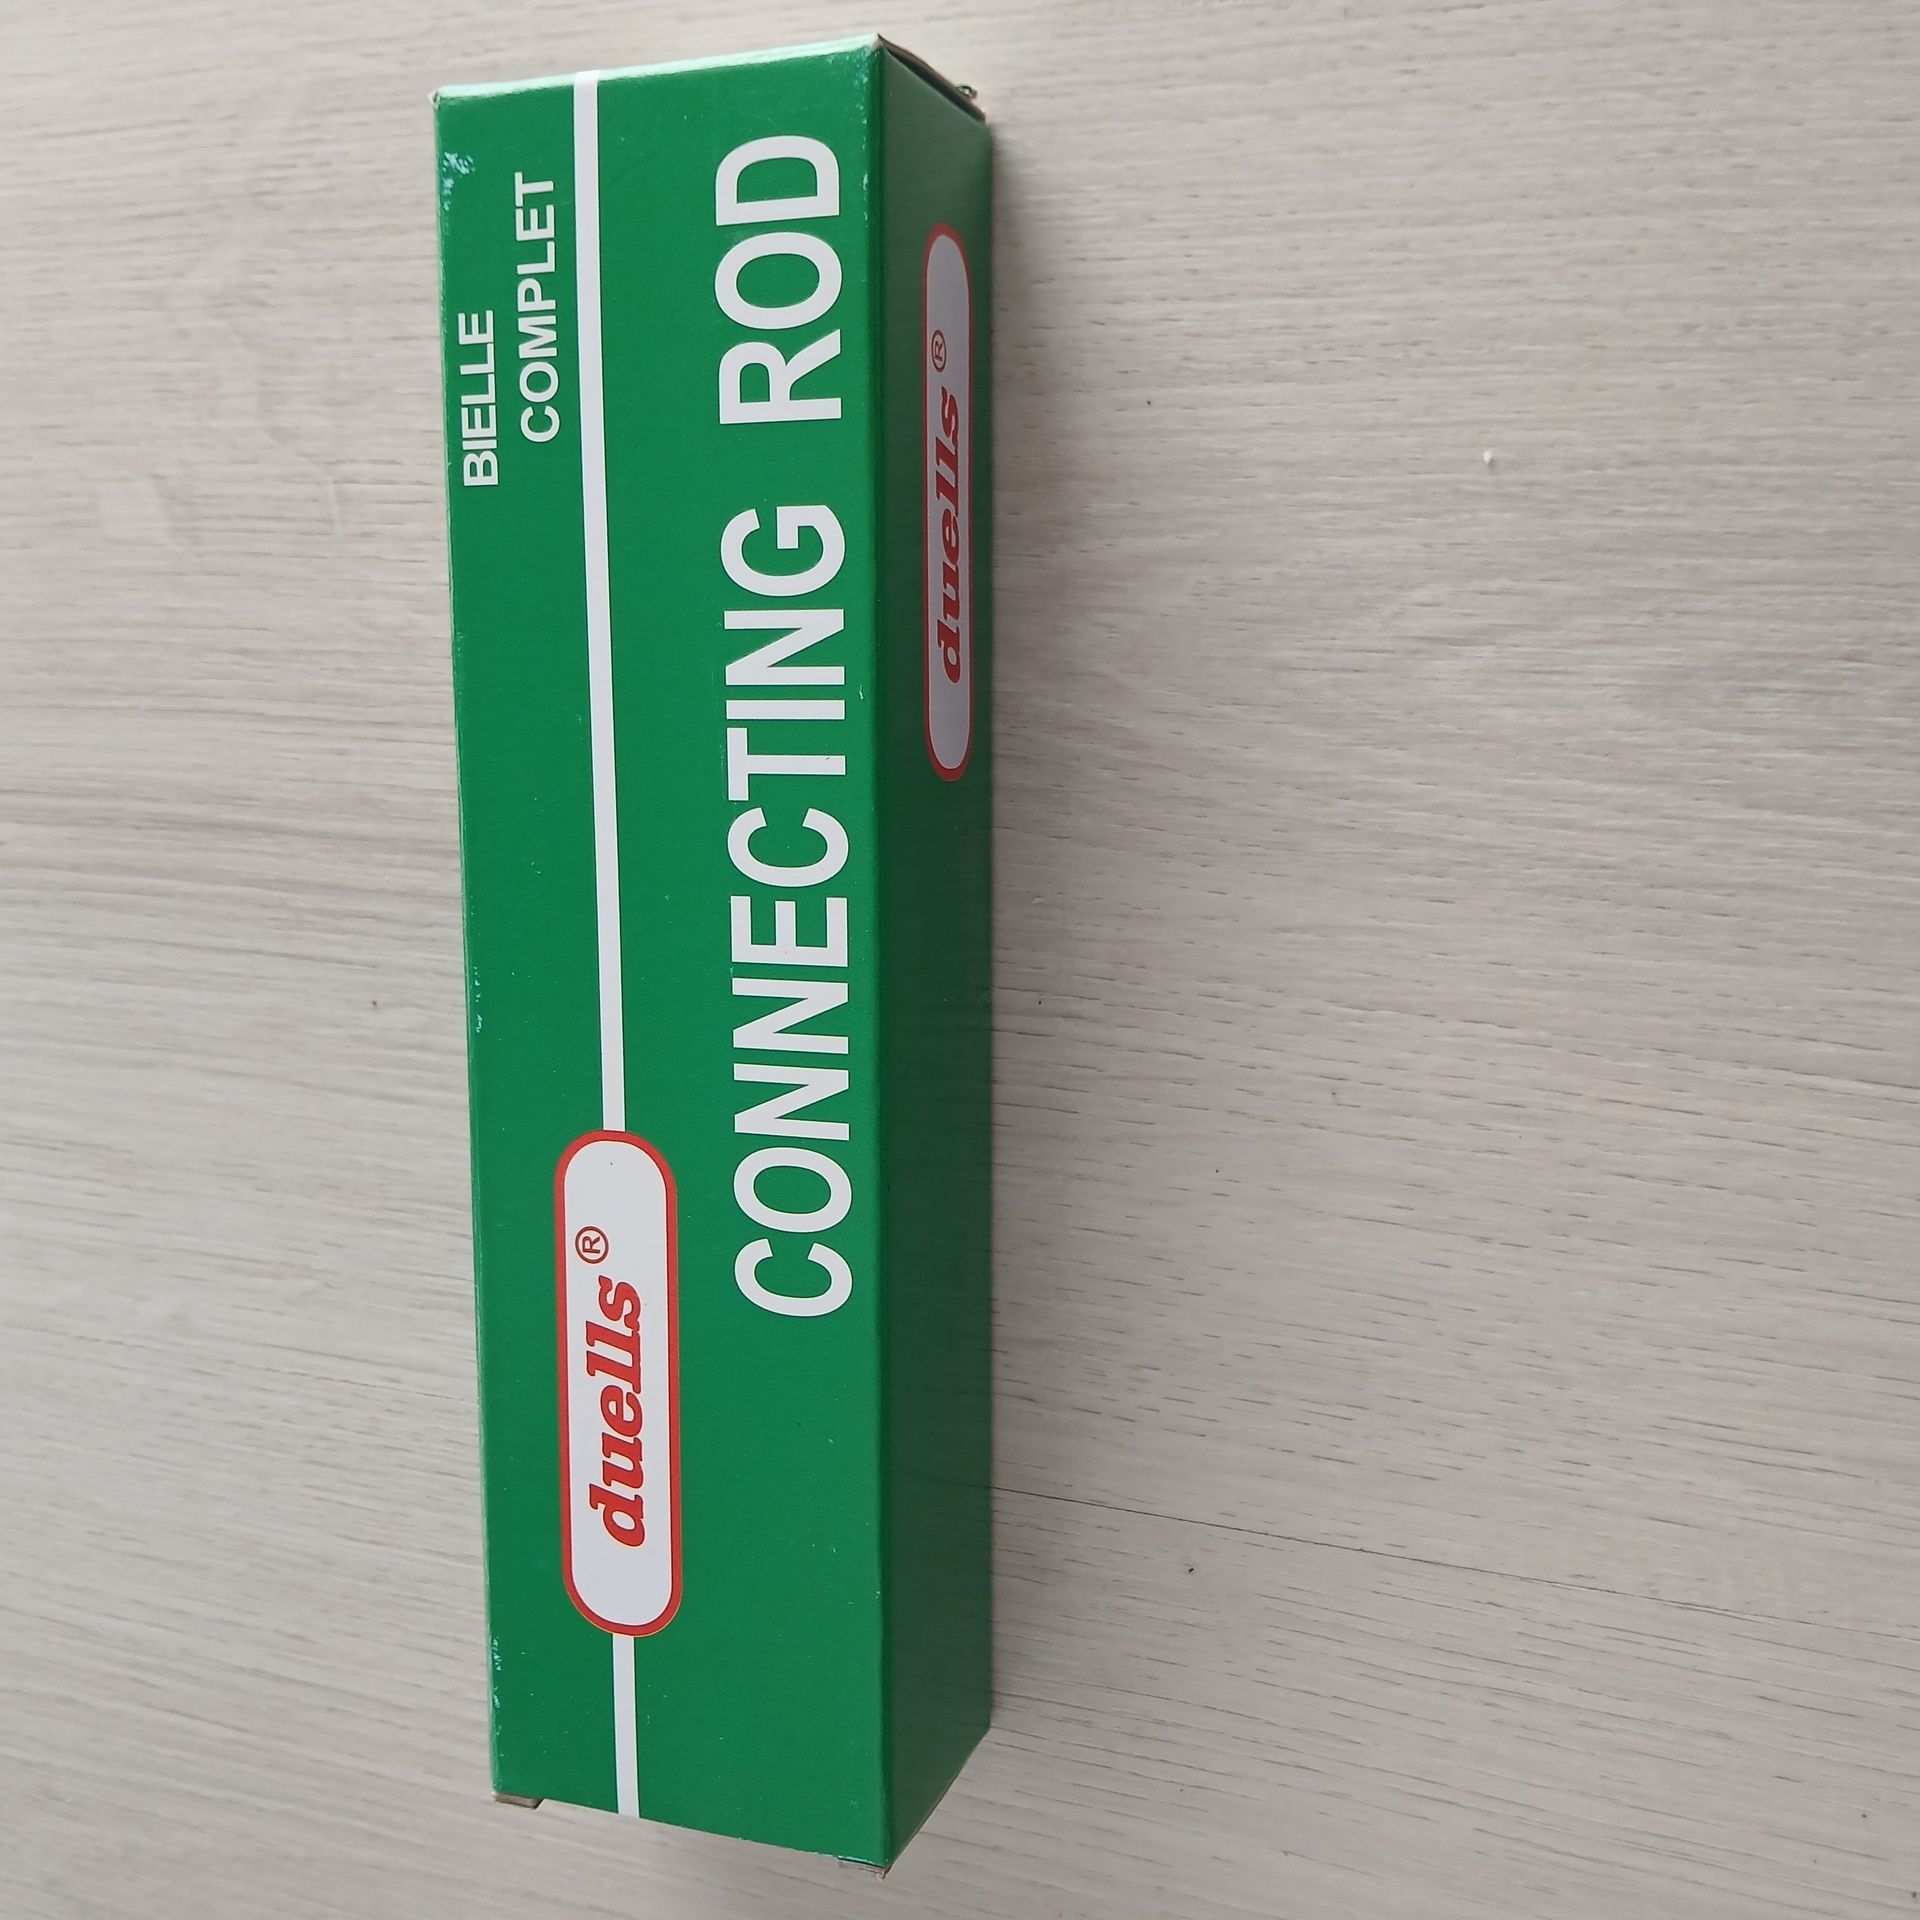 BIELLE
COMPLET
duells®
CONNECTING ROD
duells®